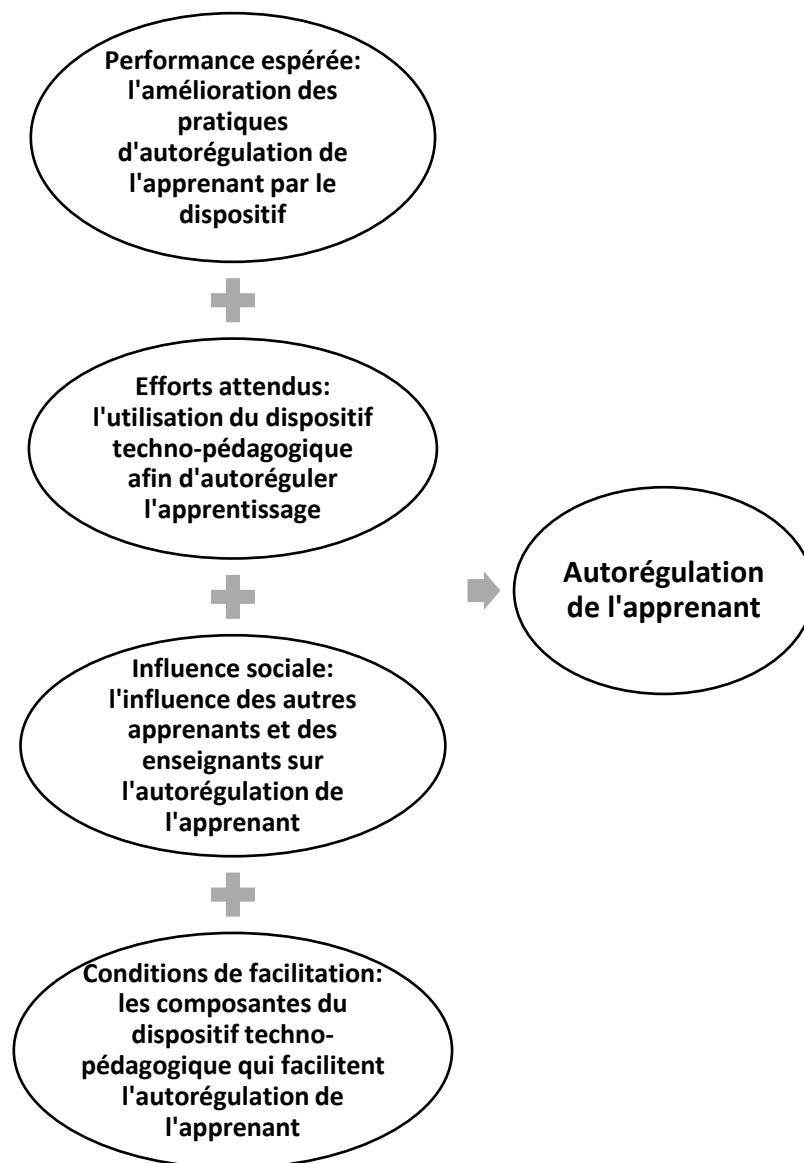 Performance espérée:
l'amélioration des
pratiques
d'autorégulation de
l'apprenant par le
dispositif
Efforts attendus:
l'utilisation du dispositif
techno-pédagogique
afin d'autoréguler
l'apprentissage
Influence sociale:
l'influence des autres
apprenants et des
enseignants sur
l'autorégulation de
l'apprenant
Conditions de facilitation:
les composantes du
dispositif techno-
pédagogique qui facilitent
l'autorégulation de
l'apprenant
Autorégulation
de l'apprenant